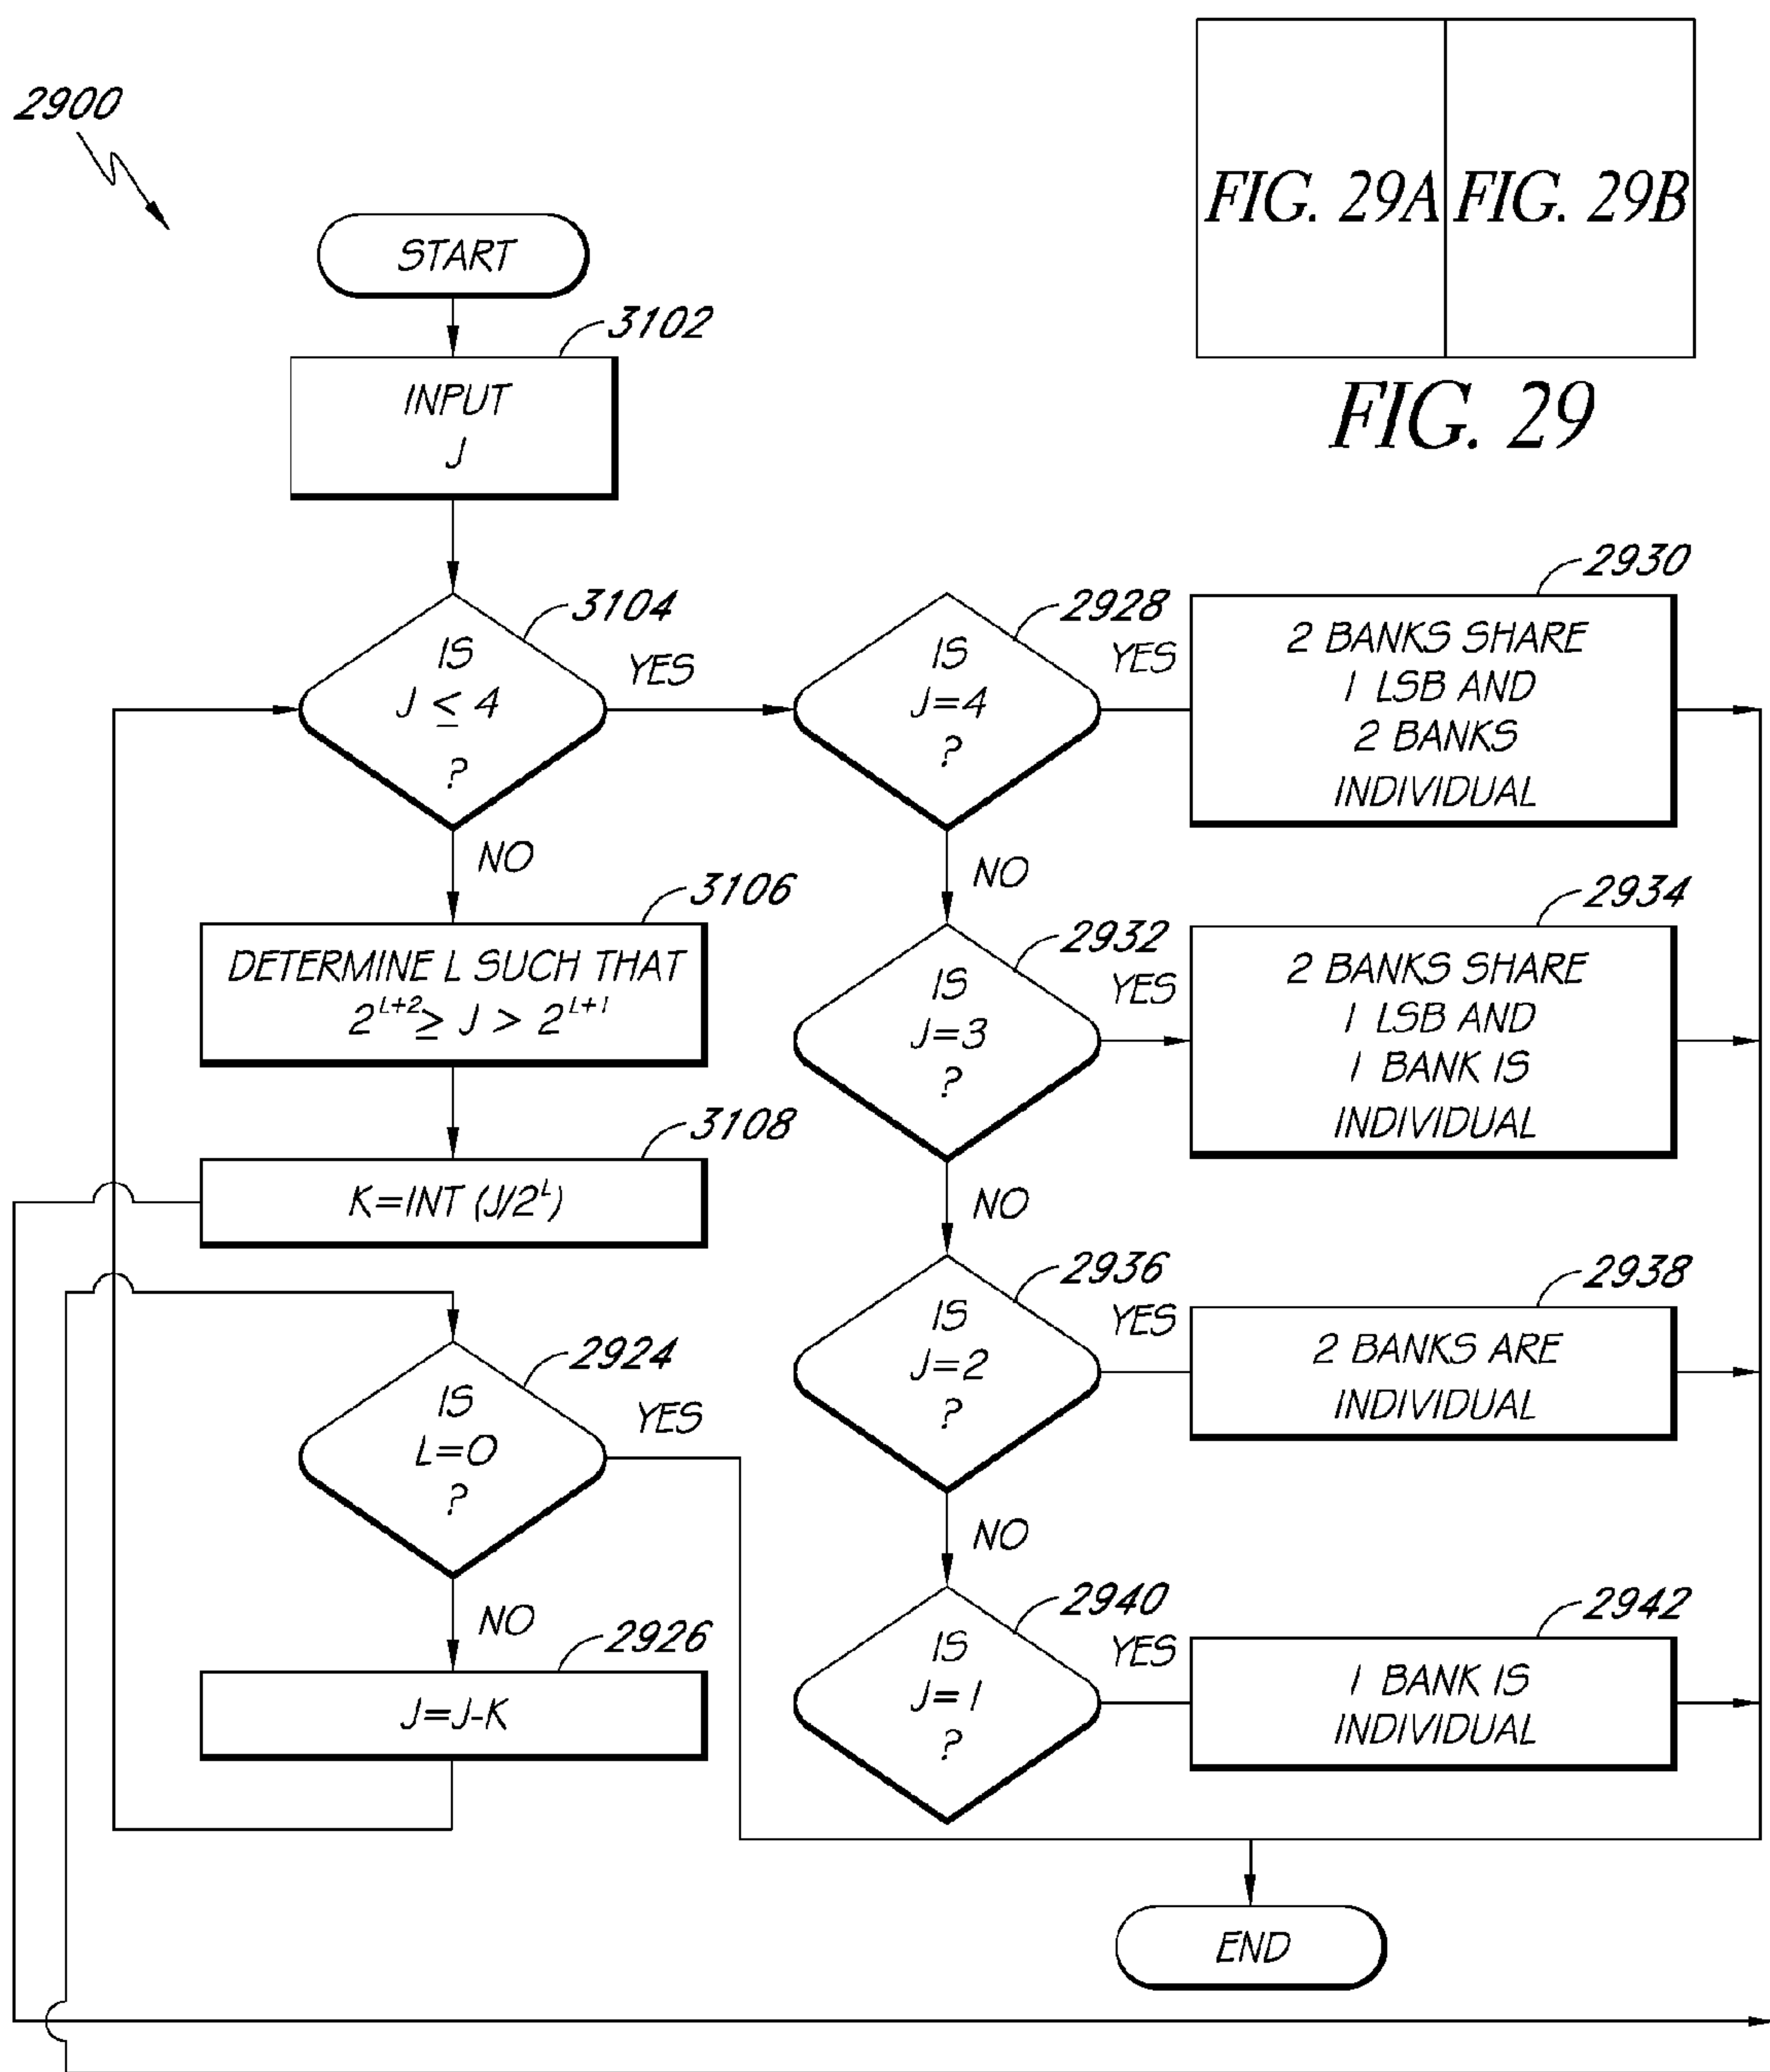 2900
FIG. 29A
FIG. 29B
FIG. 29
START
3102
INPUT
J
3104
IS
J ≤ 4
?
YES
NO
2928
IS
J=4
?
YES
NO
2930
2 BANKS SHARE
1 LSB AND
2 BANKS
INDIVIDUAL
3106
DETERMINE L SUCH THAT
2^{L+2} ≥ J > 2^{L+1}
2932
IS
J=3
?
YES
NO
2934
2 BANKS SHARE
1 LSB AND
1 BANK IS
INDIVIDUAL
3108
K=INT (J/2^L)
2936
IS
J=2
?
YES
NO
2938
2 BANKS ARE
INDIVIDUAL
2924
IS
L=0
?
YES
NO
2926
J=J-K
2940
IS
J=1
?
YES
2942
1 BANK IS
INDIVIDUAL
END